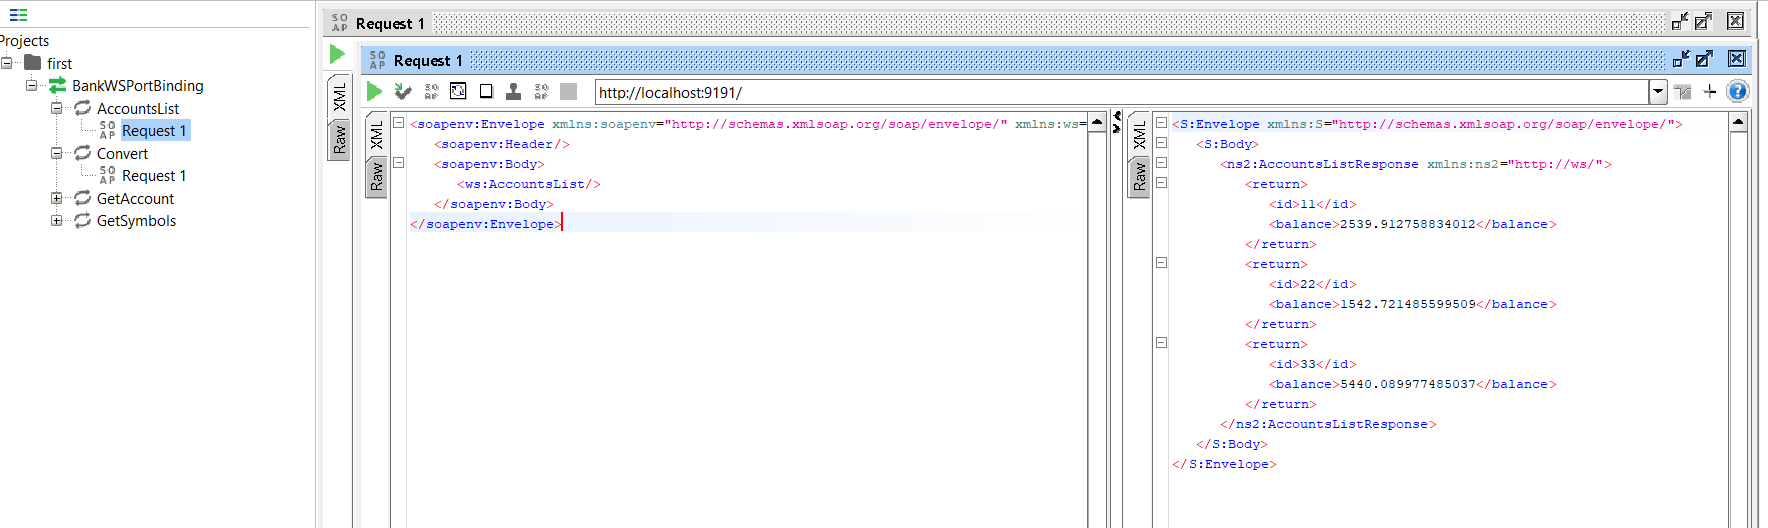 Projects
first
BankWSPortBinding
AccountsList
SO AP Request 1
Convert
SO AP Request 1
GetAccount
GetSymbols
SO AP Request 1
XML
Raw
SO AP Request 1
http://localhost:9191/
XML
Raw
<soapenv:Envelope xmlns:soapenv="http://schemas.xmlsoap.org/soap/envelope/" xmlns:ws=
<soapenv:Header/>
<soapenv:Body>
<ws:AccountsList/>
</soapenv:Body>
</soapenv:Envelope>
XML
Raw
<S:Envelope xmlns:S="http://schemas.xmlsoap.org/soap/envelope/">
<S:Body>
<ns2:AccountsListResponse xmlns:ns2="http://ws/">
<return>
<id>11</id>
<balance>2539.912758834012</balance>
</return>
<return>
<id>22</id>
<balance>1542.721485599509</balance>
</return>
<return>
<id>33</id>
<balance>5440.089977485037</balance>
</return>
</ns2:AccountsListResponse>
</S:Body>
</S:Envelope>